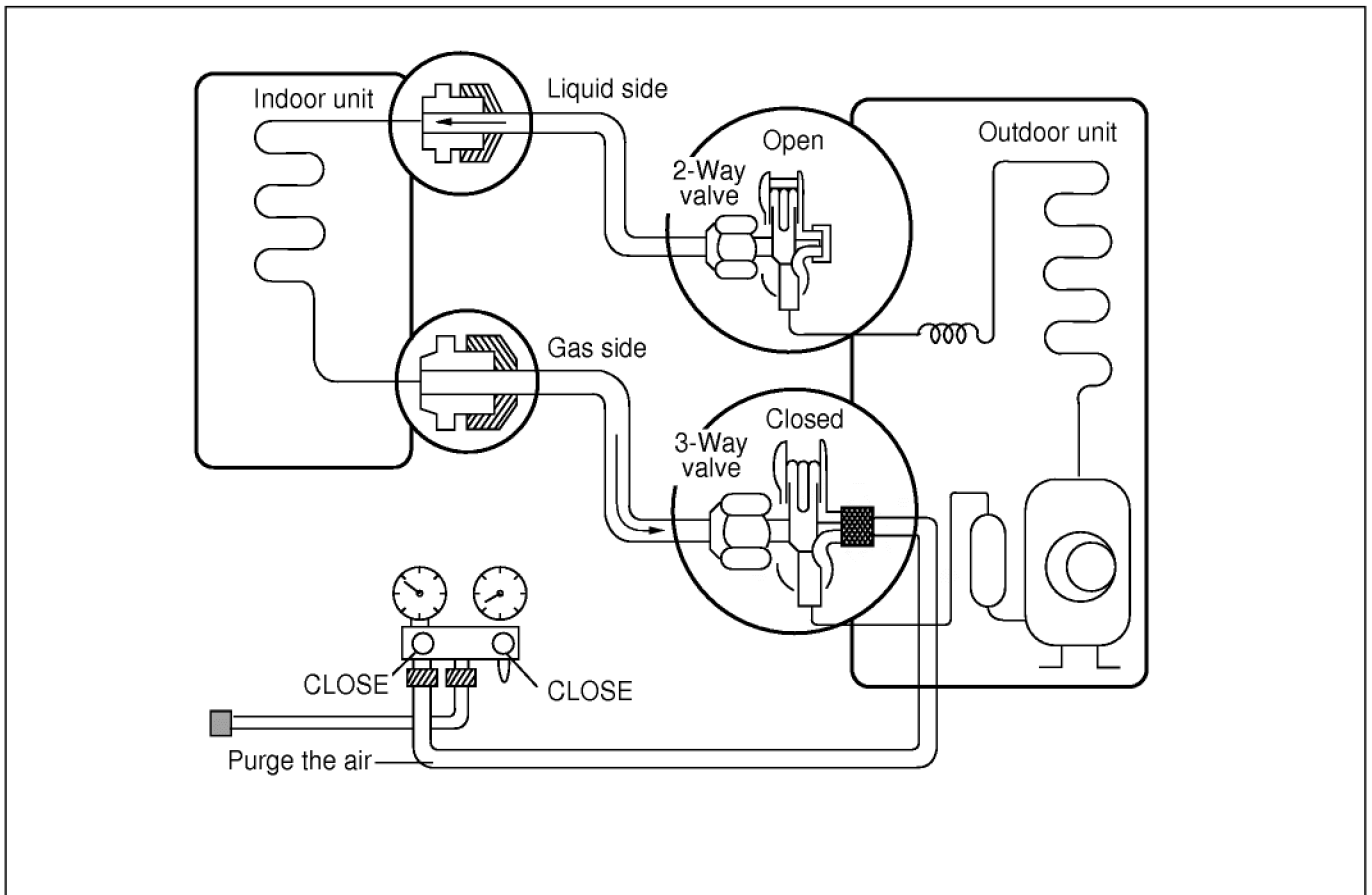 Indoor unit
Liquid side
Open
2-Way
valve
Outdoor unit
Gas side
Closed
3-Way
valve
CLOSE
CLOSE
Purge the air